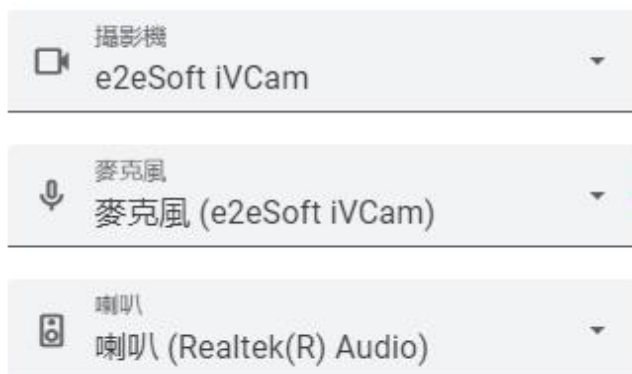 攝影機
e2eSoft iVCam
麥克風
麥克風 (e2eSoft iVCam)
喇叭
喇叭 (Realtek(R) Audio)